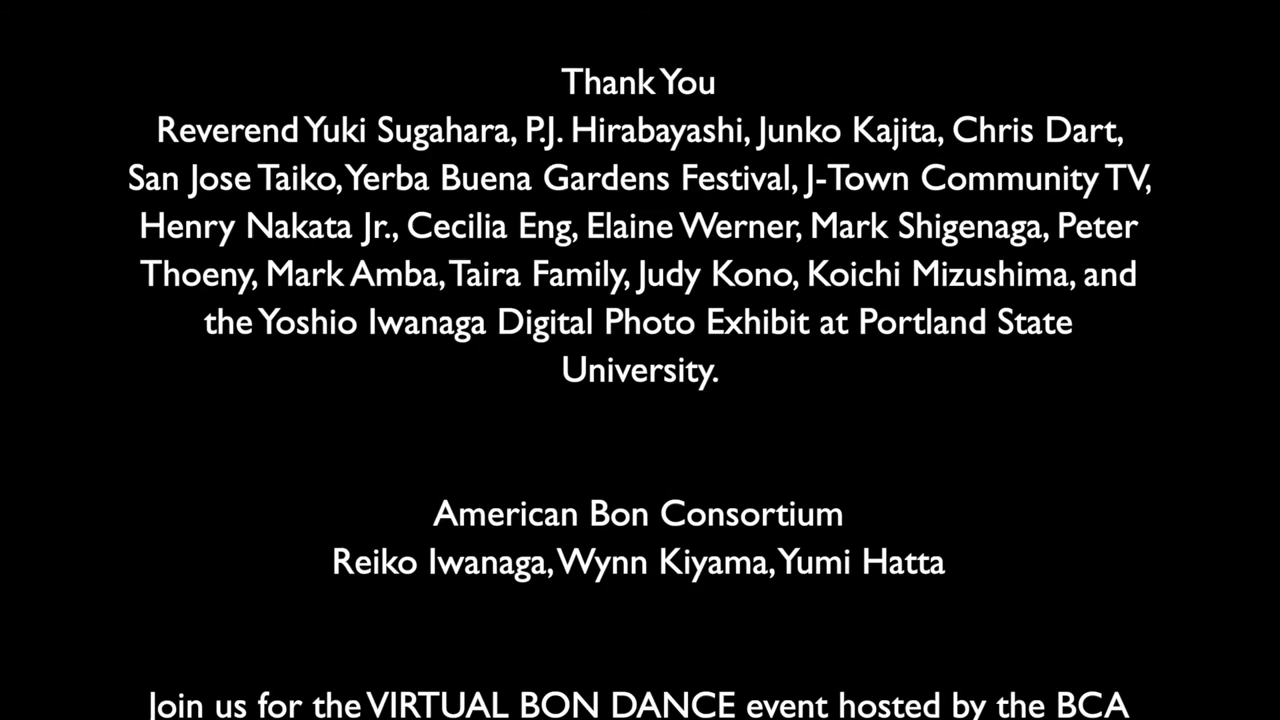 Thank You
Reverend Yuki Sugahara, P.J. Hirabayashi, Junko Kajita, Chris Dart,
San Jose Taiko, Yerba Buena Gardens Festival, J-Town Community TV,
Henry Nakata Jr., Cecilia Eng, Elaine Werner, Mark Shigenaga, Peter
Thoeny, Mark Amba, Taira Family, Judy Kono, Koichi Mizushima, and
the Yoshio Iwanaga Digital Photo Exhibit at Portland State
University.
American Bon Consortium
Reiko Iwanaga, Wynn Kiyama, Yumi Hatta
Join us for the VIRTUAL BON DANCE event hosted by the BCA